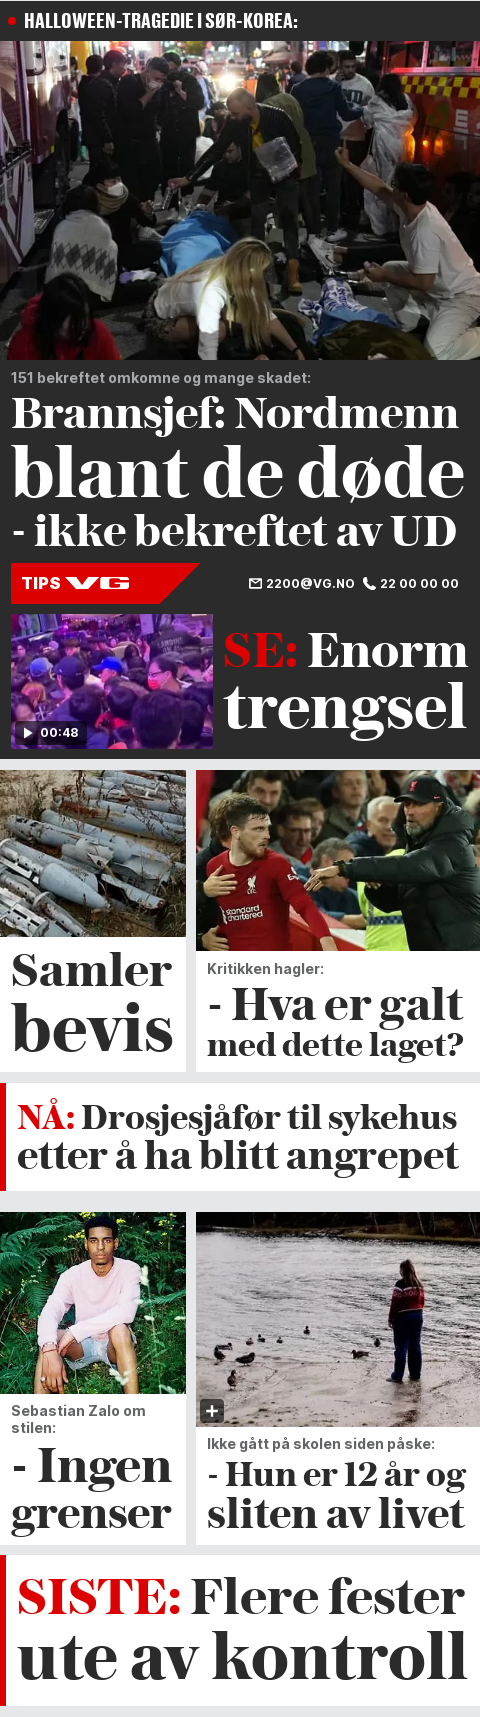 HALLOWEEN-TRAGEDIE I SØR-KOREA:
151 bekreftet omkomne og mange skadet:
Brannsjef: Nordmenn
blant de døde
- ikke bekreftet av UD
TIPS VG
2200@VG.NO 22 00 00 00
00:48
SE: Enorm
trengsel
Samler
bevis
standard
chartered
Kritikken hagler:
- Hva er galt
med dette laget?
NÅ: Drosjesjåfør til sykehus
etter å ha blitt angrepet
Sebastian Zalo om
stilen:
- Ingen
grenser
Ikke gått på skolen siden påske:
- Hun er 12 år og
sliten av livet
SISTE: Flere fester
ute av kontroll